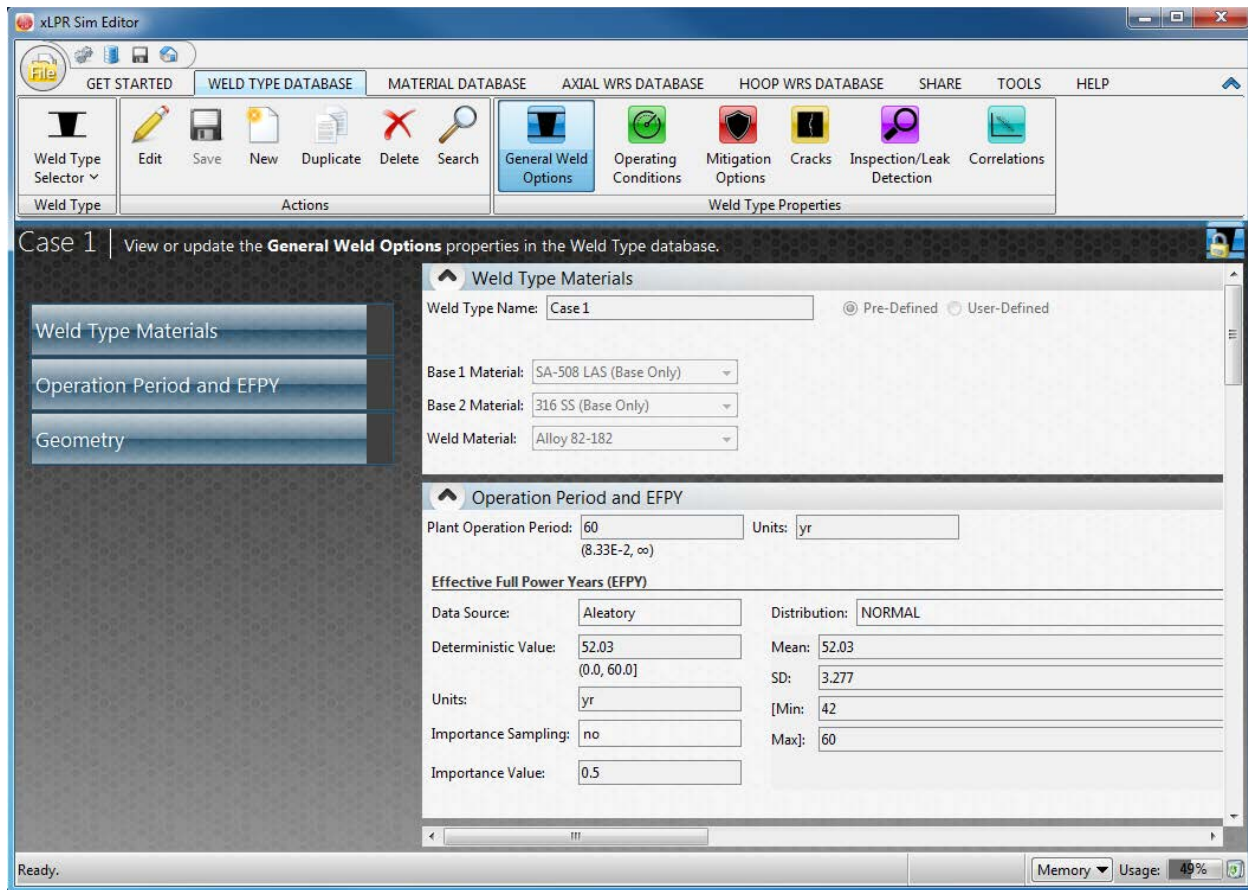 xLPR Sim Editor
File
GET STARTED WELD TYPE DATABASE MATERIAL DATABASE AXIAL WRS DATABASE HOOP WRS DATABASE SHARE TOOLS HELP
Weld Type Selector Edit Save New Duplicate Delete Search General Weld Options Operating Conditions Mitigation Options Cracks Inspection/Leak Detection Correlations
Weld Type Actions Weld Type Properties
Case 1 | View or update the General Weld Options properties in the Weld Type database.
Weld Type Materials
Operation Period and EFPY
Geometry
Weld Type Materials
Weld Type Name: Case 1 Pre-Defined User-Defined
Base 1 Material: SA-508 LAS (Base Only)
Base 2 Material: 316 SS (Base Only)
Weld Material: Alloy 82-182
Operation Period and EFPY
Plant Operation Period: 60 Units: yr
(8.33E-2, ∞)
Effective Full Power Years (EFPY)
Data Source: Aleatory Distribution: NORMAL
Deterministic Value: 52.03 Mean: 52.03
(0.0, 60.0]
SD: 3.277
Units: yr [Min: 42
Importance Sampling: no Max]: 60
Importance Value: 0.5
Ready. Memory Usage: 49%